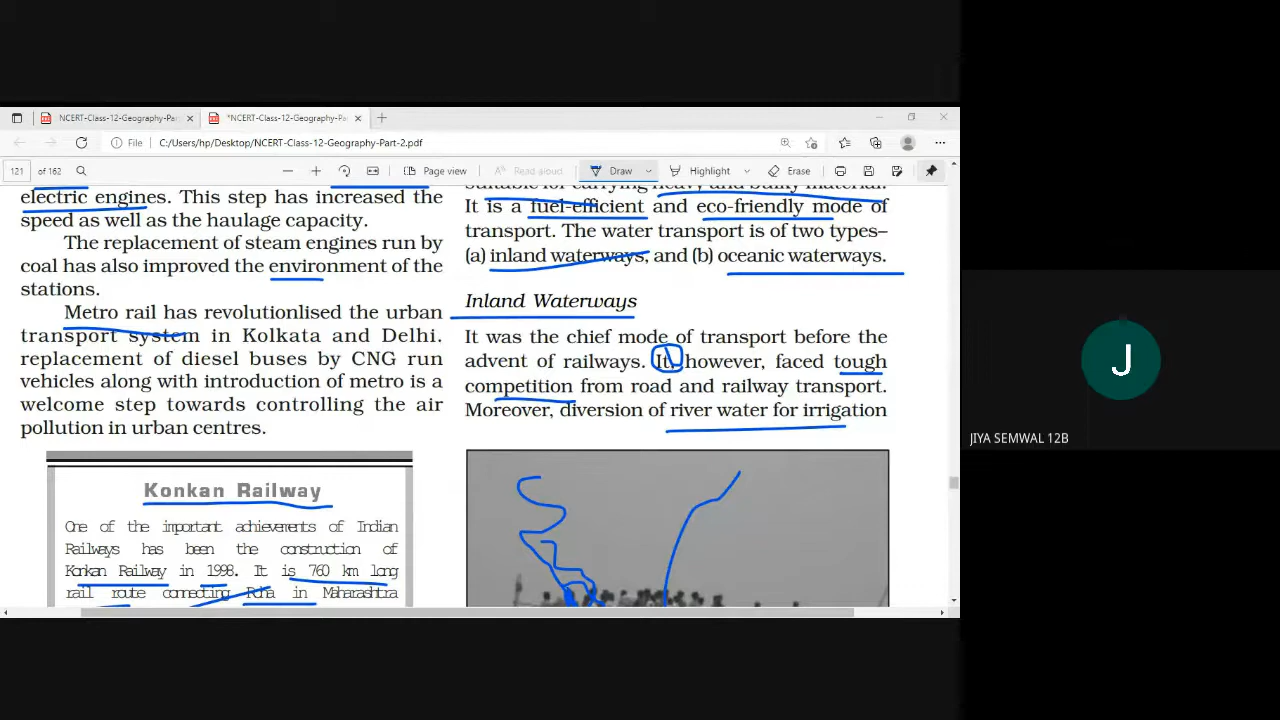 NCERT-Class-12-Geography-Par
*NCERT-Class-12-Geography-Pa
File
C:/Users/hp/Desktop/NCERT-Class-12-Geography-Part-2.pdf
121 of 162
Page view
Read aloud
Draw
Highlight
Erase
electric engines. This step has increased the
speed as well as the haulage capacity.
The replacement of steam engines run by
coal has also improved the environment of the
stations.
Metro rail has revolutionised the urban
transport system in Kolkata and Delhi.
replacement of diesel buses by CNG run
vehicles along with introduction of metro is a
welcome step towards controlling the air
pollution in urban centres.
Konkan Railway
One of the important achievements of Indian
Railways has been the construction of
Konkan Railway in 1998. It is 760 km long
rail route connecting Roha in Maharashtra
suitable for carrying heavy and bulky material.
It is a fuel-efficient and eco-friendly mode of
transport. The water transport is of two types–
(a) inland waterways, and (b) oceanic waterways.
Inland Waterways
It was the chief mode of transport before the
advent of railways. It, however, faced tough
competition from road and railway transport.
Moreover, diversion of river water for irrigation
J
JIYA SEMWAL 12B